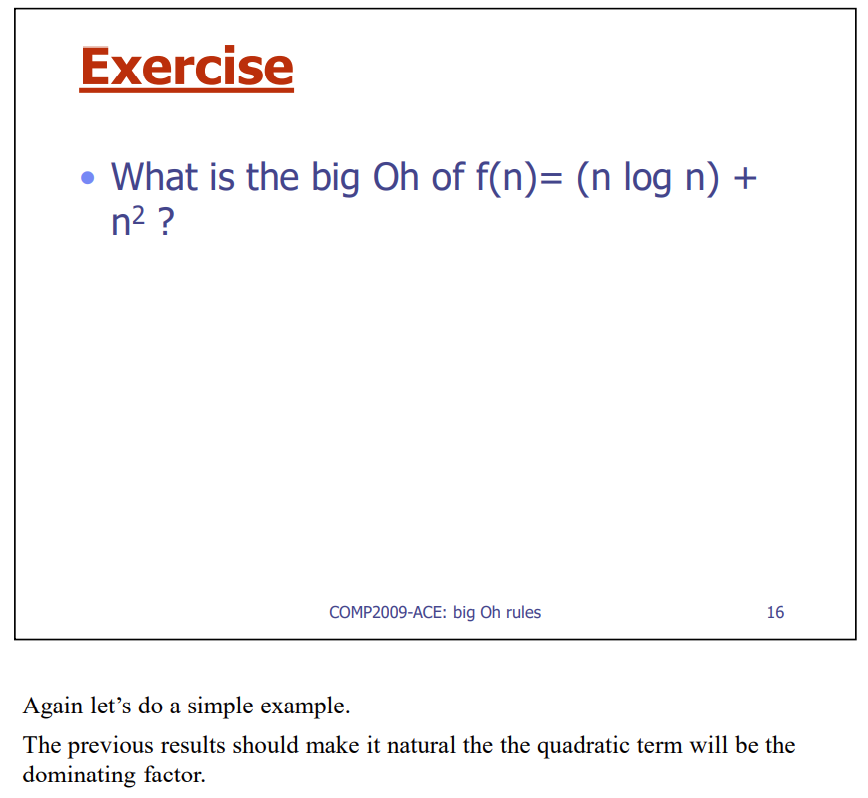 Exercise
• What is the big Oh of f(n)= (n log n) +
n² ?
COMP2009-ACE: big Oh rules
16
Again let’s do a simple example.
The previous results should make it natural the the quadratic term will be the
dominating factor.